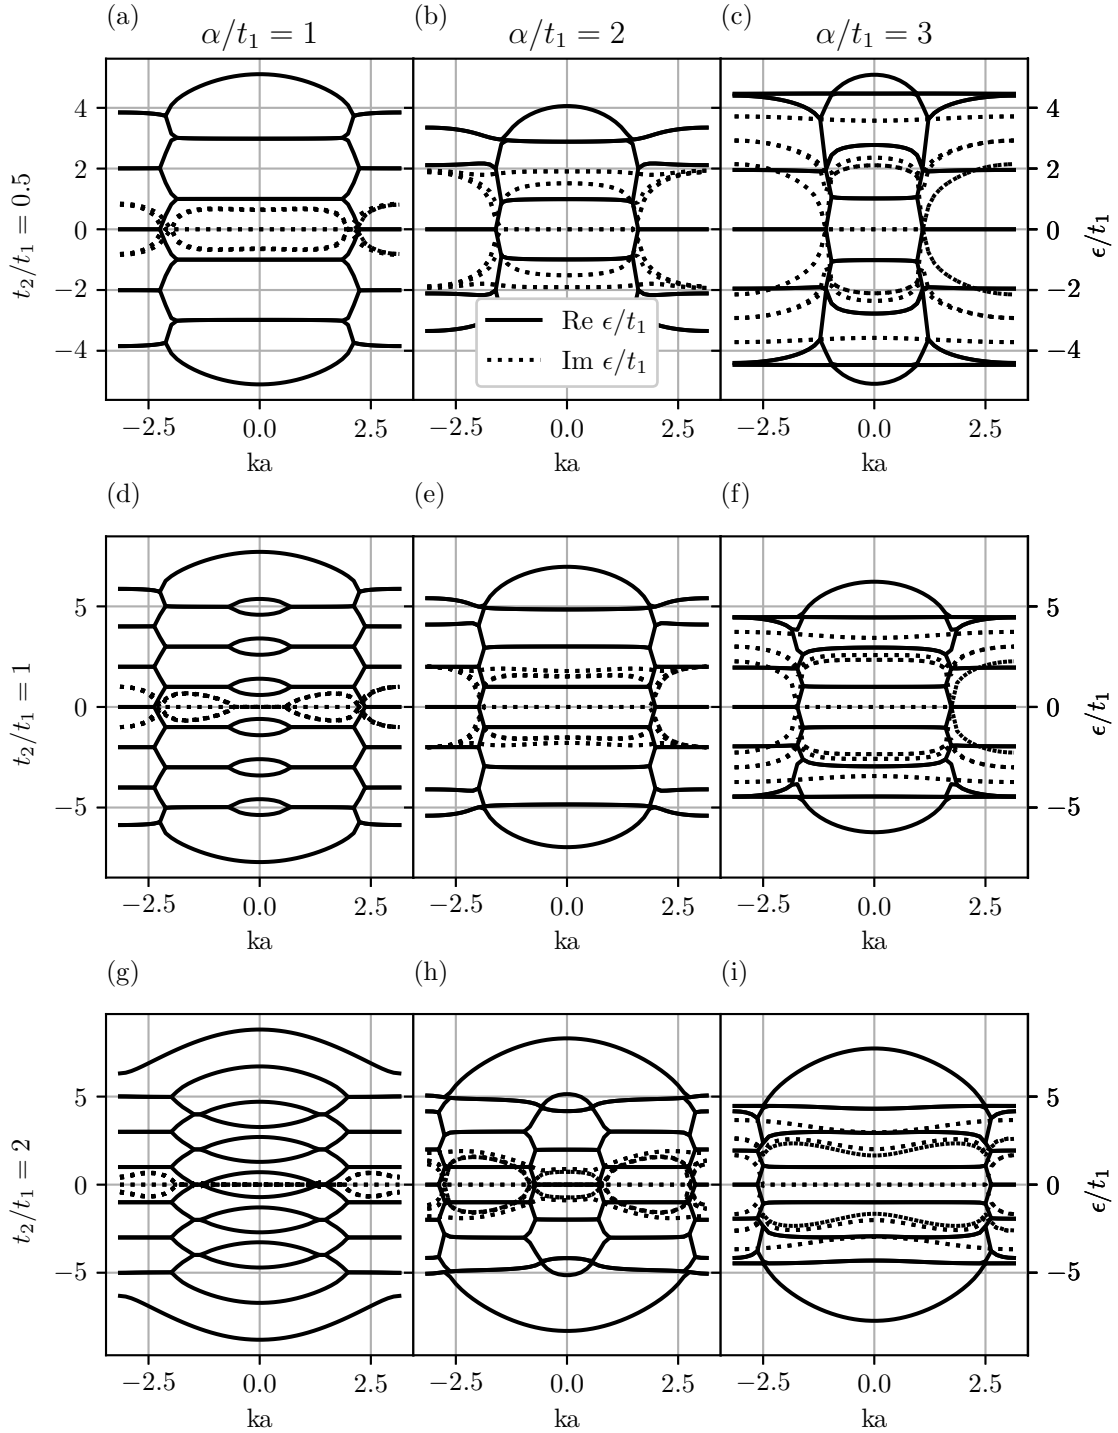 (a) (b) (c)
α/t₁ = 1 α/t₁ = 2 α/t₁ = 3
t₂/t₁ = 0.5
4 2 0 −2 −4
4 2 0 −2 −4
ϵ/t₁
Re ϵ/t₁
Im ϵ/t₁
−2.5 0.0 2.5 −2.5 0.0 2.5 −2.5 0.0 2.5
ka ka ka
(d) (e) (f)
t₂/t₁ = 1
5 0 −5
5 0 −5
ϵ/t₁
−2.5 0.0 2.5 −2.5 0.0 2.5 −2.5 0.0 2.5
ka ka ka
(g) (h) (i)
t₂/t₁ = 2
5 0 −5
5 0 −5
ϵ/t₁
−2.5 0.0 2.5 −2.5 0.0 2.5 −2.5 0.0 2.5
ka ka ka